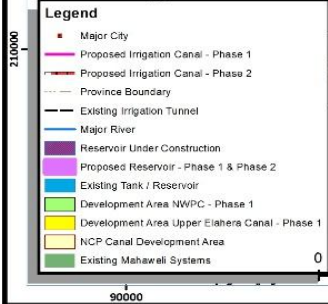 Legend
Major City
Proposed Irrigation Canal - Phase 1
Proposed Irrigation Canal - Phase 2
Province Boundary
Existing Irrigation Tunnel
Major River
Reservoir Under Construction
Proposed Reservoir - Phase 1 & Phase 2
Existing Tank / Reservoir
Development Area NWPC - Phase 1
Development Area Upper Elahera Canal - Phase 1
NCP Canal Development Area
Existing Mahaweli Systems
210000
0
90000